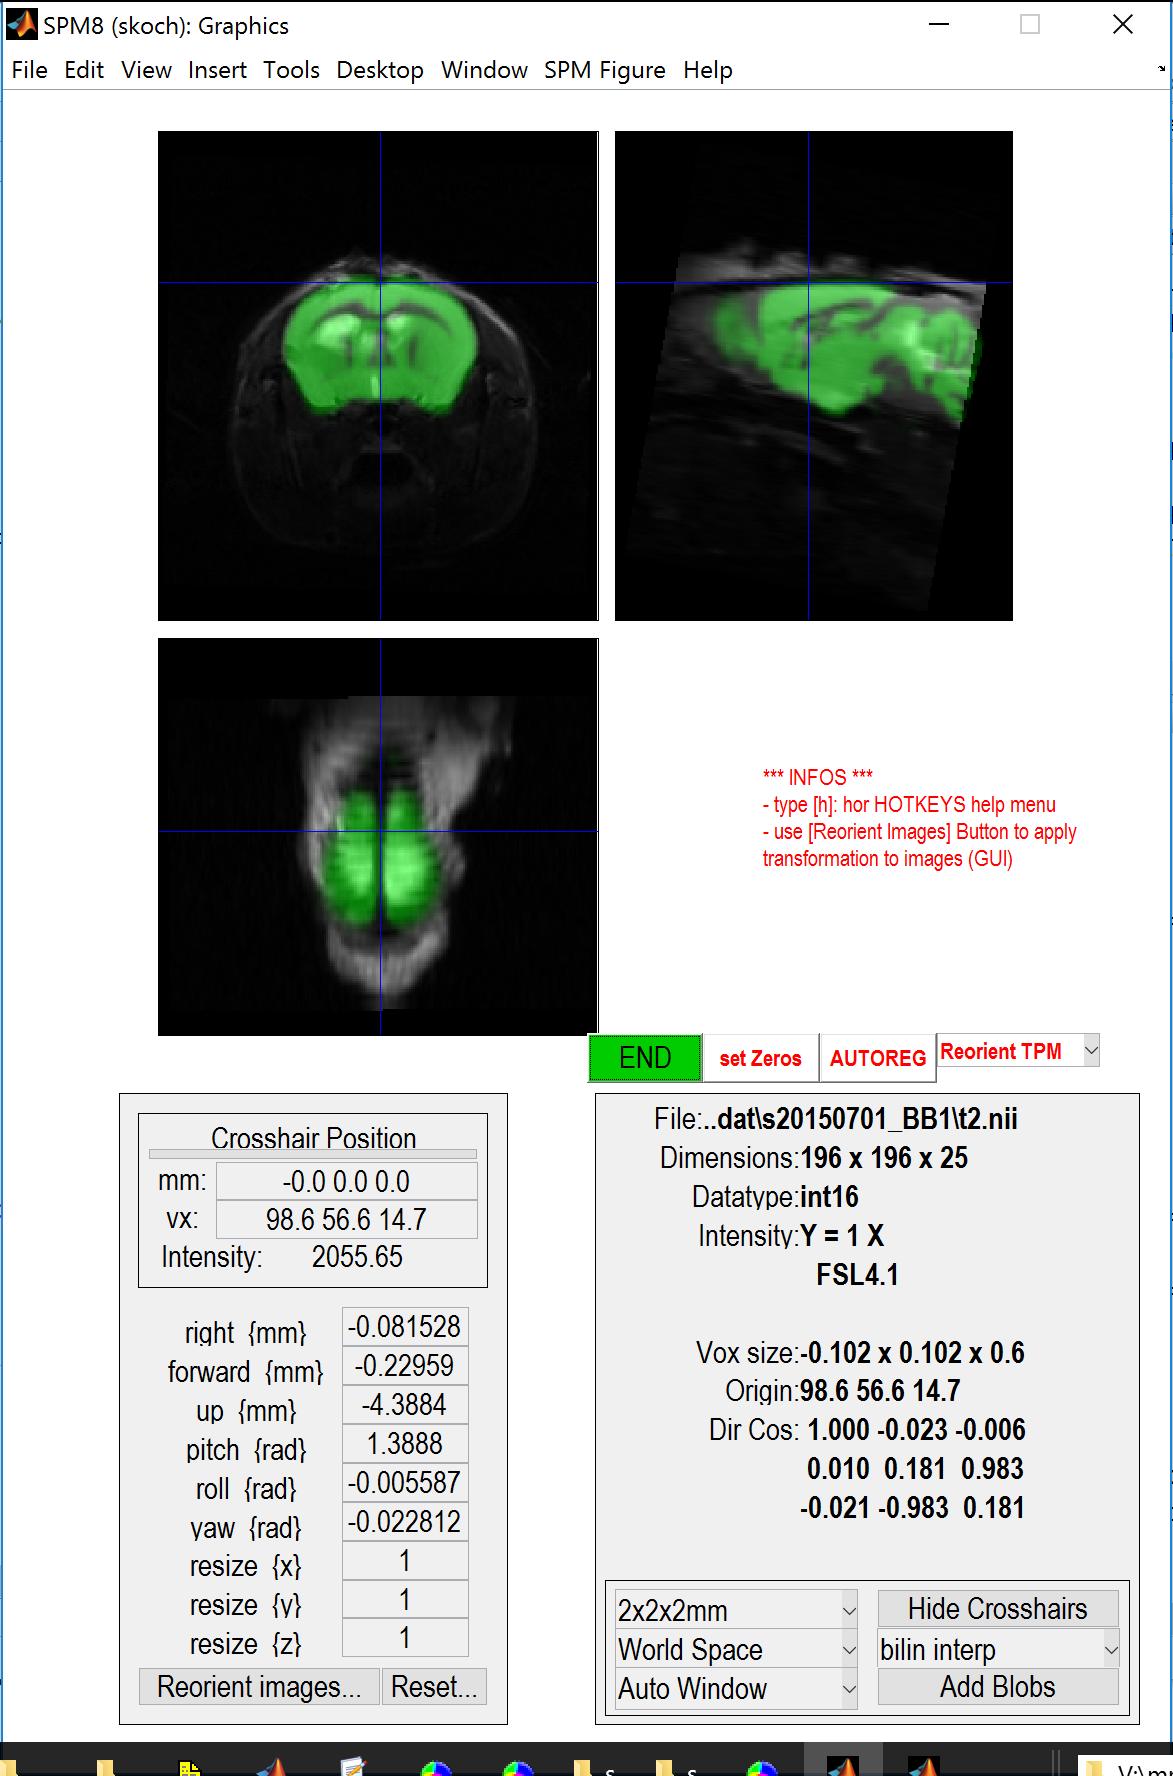 SPM8 (skoch): Graphics
File Edit View Insert Tools Desktop Window SPM Figure Help
*** INFOS ***
- type [h]: hor HOTKEYS help menu
- use [Reorient Images] Button to apply
transformation to images (GUI)
END set Zeros AUTOREG Reorient TPM
Crosshair Position
mm: -0.0 0.0 0.0
vx: 98.6 56.6 14.7
Intensity: 2055.65
right {mm} -0.081528
forward {mm} -0.22959
up {mm} -4.3884
pitch {rad} 1.3888
roll {rad} -0.005587
yaw {rad} -0.022812
resize {x} 1
resize {y} 1
resize {z} 1
Reorient images... Reset...
File:..dat\s20150701_BB1\t2.nii
Dimensions:196 x 196 x 25
Datatype:int16
Intensity:Y = 1 X
FSL4.1
Vox size:-0.102 x 0.102 x 0.6
Origin:98.6 56.6 14.7
Dir Cos: 1.000 -0.023 -0.006
0.010 0.181 0.983
-0.021 -0.983 0.181
2x2x2mm Hide Crosshairs
World Space bilin interp
Auto Window Add Blobs